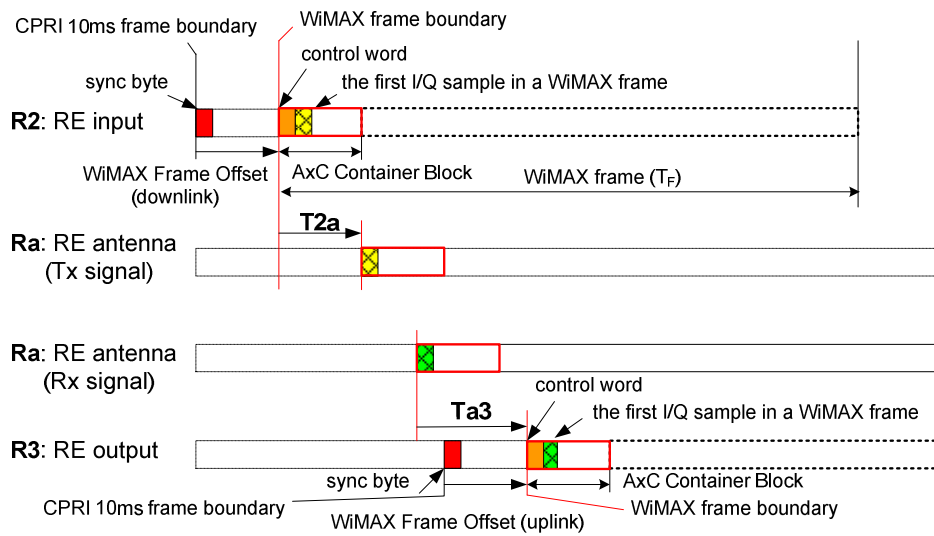 CPRI 10ms frame boundary
WiMAX frame boundary
control word
the first I/Q sample in a WiMAX frame
sync byte
R2: RE input
WiMAX Frame Offset
(downlink)
AxC Container Block
WiMAX frame (TF)
T2a
Ra: RE antenna
(Tx signal)
Ra: RE antenna
(Rx signal)
control word
the first I/Q sample in a WiMAX frame
Ta3
R3: RE output
sync byte
AxC Container Block
CPRI 10ms frame boundary
WiMAX frame boundary
WiMAX Frame Offset (uplink)